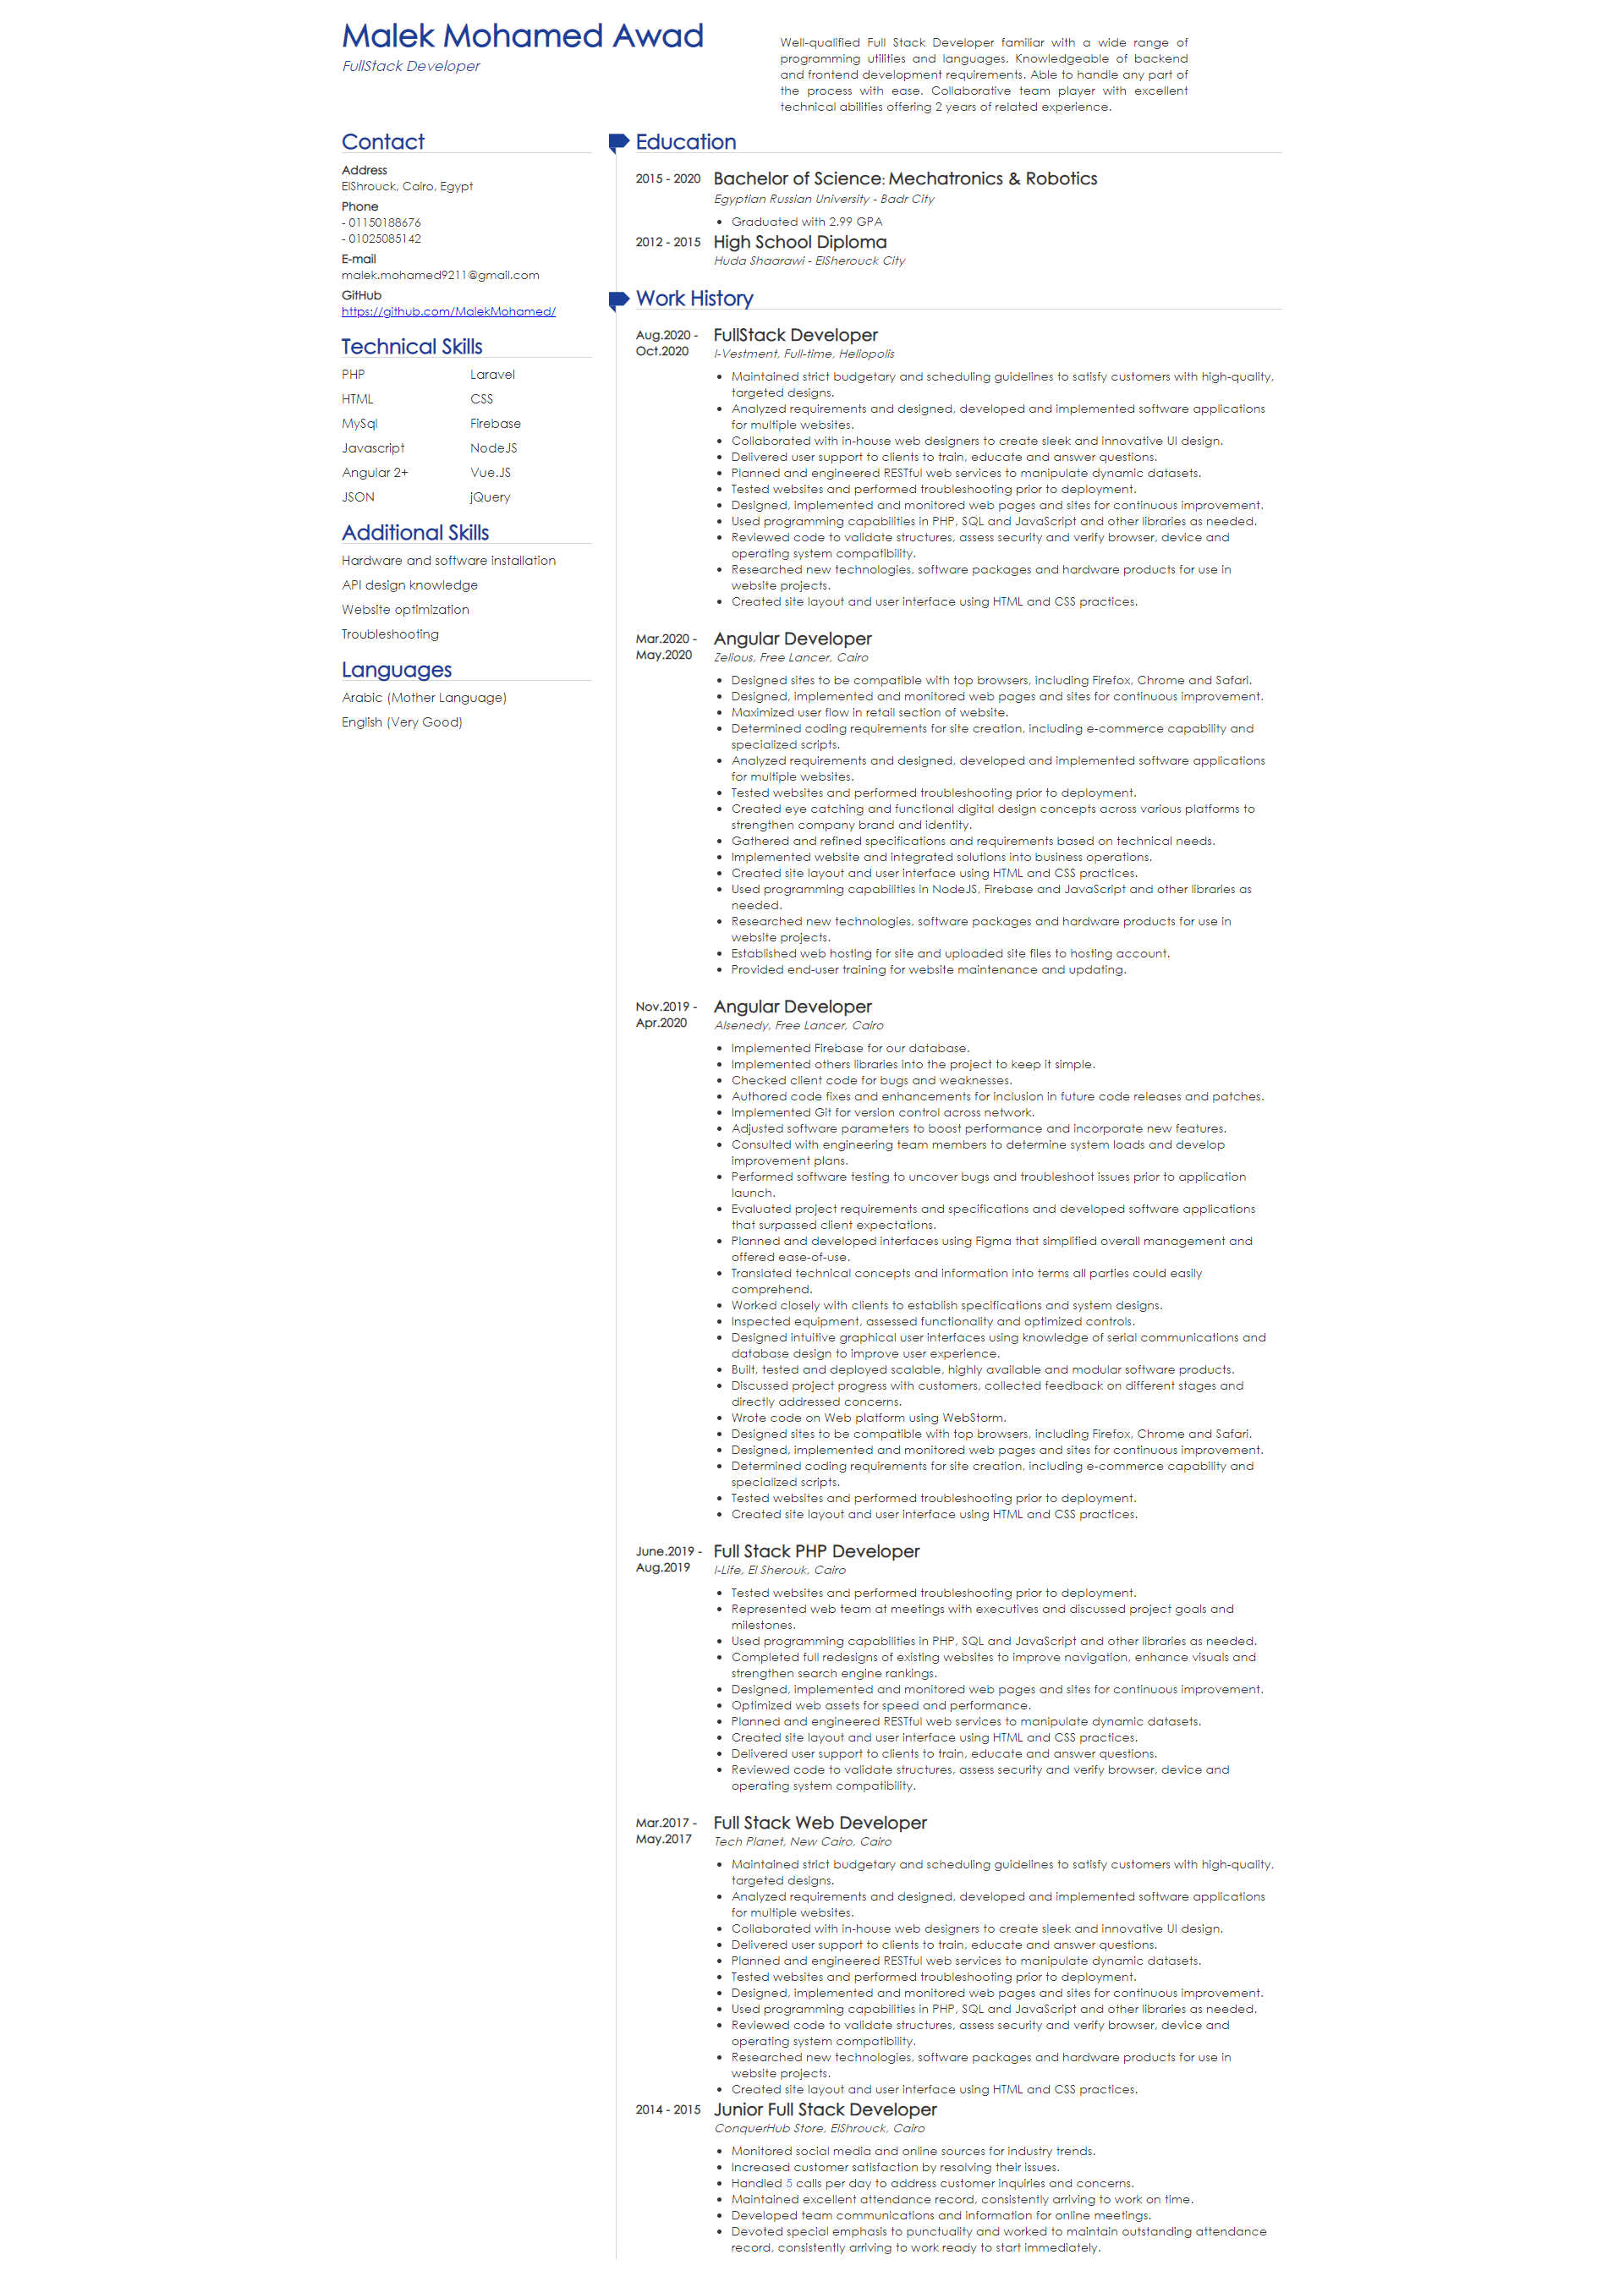 Malek Mohamed Awad
FullStack Developer
Well-qualified Full Stack Developer familiar with a wide range of
programming utilities and languages. Knowledgeable of backend
and frontend development requirements. Able to handle any part of
the process with ease. Collaborative team player with excellent
technical abilities offering 2 years of related experience.
Contact
Address
ElShrouck, Cairo, Egypt
Phone
- 01150188676
- 01025085142
E-mail
malek.mohamed9211@gmail.com
GitHub
https://github.com/MalekMohamed/
Technical Skills
PHP Laravel
HTML CSS
MySql Firebase
Javascript NodeJS
Angular 2+ Vue.JS
JSON jQuery
Additional Skills
Hardware and software installation
API design knowledge
Website optimization
Troubleshooting
Languages
Arabic (Mother Language)
English (Very Good)
Education
2015 - 2020 Bachelor of Science: Mechatronics & Robotics
Egyptian Russian University - Badr City
• Graduated with 2.99 GPA
2012 - 2015 High School Diploma
Huda Shaarawi - ElSherouck City
Work History
Aug.2020 - FullStack Developer
Oct.2020 I-Vestment, Full-time, Heliopolis
• Maintained strict budgetary and scheduling guidelines to satisfy customers with high-quality,
targeted designs.
• Analyzed requirements and designed, developed and implemented software applications
for multiple websites.
• Collaborated with in-house web designers to create sleek and innovative UI design.
• Delivered user support to clients to train, educate and answer questions.
• Planned and engineered RESTful web services to manipulate dynamic datasets.
• Tested websites and performed troubleshooting prior to deployment.
• Designed, implemented and monitored web pages and sites for continuous improvement.
• Used programming capabilities in PHP, SQL and JavaScript and other libraries as needed.
• Reviewed code to validate structures, assess security and verify browser, device and
operating system compatibility.
• Researched new technologies, software packages and hardware products for use in
website projects.
• Created site layout and user interface using HTML and CSS practices.
Mar.2020 - Angular Developer
May.2020 Zelious, Free Lancer, Cairo
• Designed sites to be compatible with top browsers, including Firefox, Chrome and Safari.
• Designed, implemented and monitored web pages and sites for continuous improvement.
• Maximized user flow in retail section of website.
• Determined coding requirements for site creation, including e-commerce capability and
specialized scripts.
• Analyzed requirements and designed, developed and implemented software applications
for multiple websites.
• Tested websites and performed troubleshooting prior to deployment.
• Created eye catching and functional digital design concepts across various platforms to
strengthen company brand and identity.
• Gathered and refined specifications and requirements based on technical needs.
• Implemented website and integrated solutions into business operations.
• Created site layout and user interface using HTML and CSS practices.
• Used programming capabilities in NodeJS, Firebase and JavaScript and other libraries as
needed.
• Researched new technologies, software packages and hardware products for use in
website projects.
• Established web hosting for site and uploaded site files to hosting account.
• Provided end-user training for website maintenance and updating.
Nov.2019 - Angular Developer
Apr.2020 Alsenedy, Free Lancer, Cairo
• Implemented Firebase for our database.
• Implemented others libraries into the project to keep it simple.
• Checked client code for bugs and weaknesses.
• Authored code fixes and enhancements for inclusion in future code releases and patches.
• Implemented Git for version control across network.
• Adjusted software parameters to boost performance and incorporate new features.
• Consulted with engineering team members to determine system loads and develop
improvement plans.
• Performed software testing to uncover bugs and troubleshoot issues prior to application
launch.
• Evaluated project requirements and specifications and developed software applications
that surpassed client expectations.
• Planned and developed interfaces using Figma that simplified overall management and
offered ease-of-use.
• Translated technical concepts and information into terms all parties could easily
comprehend.
• Worked closely with clients to establish specifications and system designs.
• Inspected equipment, assessed functionality and optimized controls.
• Designed intuitive graphical user interfaces using knowledge of serial communications and
database design to improve user experience.
• Built, tested and deployed scalable, highly available and modular software products.
• Discussed project progress with customers, collected feedback on different stages and
directly addressed concerns.
• Wrote code on Web platform using WebStorm.
• Designed sites to be compatible with top browsers, including Firefox, Chrome and Safari.
• Designed, implemented and monitored web pages and sites for continuous improvement.
• Determined coding requirements for site creation, including e-commerce capability and
specialized scripts.
• Tested websites and performed troubleshooting prior to deployment.
• Created site layout and user interface using HTML and CSS practices.
June.2019 - Full Stack PHP Developer
Aug.2019 I-Life, El Sherouk, Cairo
• Tested websites and performed troubleshooting prior to deployment.
• Represented web team at meetings with executives and discussed project goals and
milestones.
• Used programming capabilities in PHP, SQL and JavaScript and other libraries as needed.
• Completed full redesigns of existing websites to improve navigation, enhance visuals and
strengthen search engine rankings.
• Designed, implemented and monitored web pages and sites for continuous improvement.
• Optimized web assets for speed and performance.
• Planned and engineered RESTful web services to manipulate dynamic datasets.
• Created site layout and user interface using HTML and CSS practices.
• Delivered user support to clients to train, educate and answer questions.
• Reviewed code to validate structures, assess security and verify browser, device and
operating system compatibility.
Mar.2017 - Full Stack Web Developer
May.2017 Tech Planet, New Cairo, Cairo
• Maintained strict budgetary and scheduling guidelines to satisfy customers with high-quality,
targeted designs.
• Analyzed requirements and designed, developed and implemented software applications
for multiple websites.
• Collaborated with in-house web designers to create sleek and innovative UI design.
• Delivered user support to clients to train, educate and answer questions.
• Planned and engineered RESTful web services to manipulate dynamic datasets.
• Tested websites and performed troubleshooting prior to deployment.
• Designed, implemented and monitored web pages and sites for continuous improvement.
• Used programming capabilities in PHP, SQL and JavaScript and other libraries as needed.
• Reviewed code to validate structures, assess security and verify browser, device and
operating system compatibility.
• Researched new technologies, software packages and hardware products for use in
website projects.
• Created site layout and user interface using HTML and CSS practices.
2014 - 2015 Junior Full Stack Developer
ConquerHub Store, ElShrouck, Cairo
• Monitored social media and online sources for industry trends.
• Increased customer satisfaction by resolving their issues.
• Handled 5 calls per day to address customer inquiries and concerns.
• Maintained excellent attendance record, consistently arriving to work on time.
• Developed team communications and information for online meetings.
• Devoted special emphasis to punctuality and worked to maintain outstanding attendance
record, consistently arriving to work ready to start immediately.